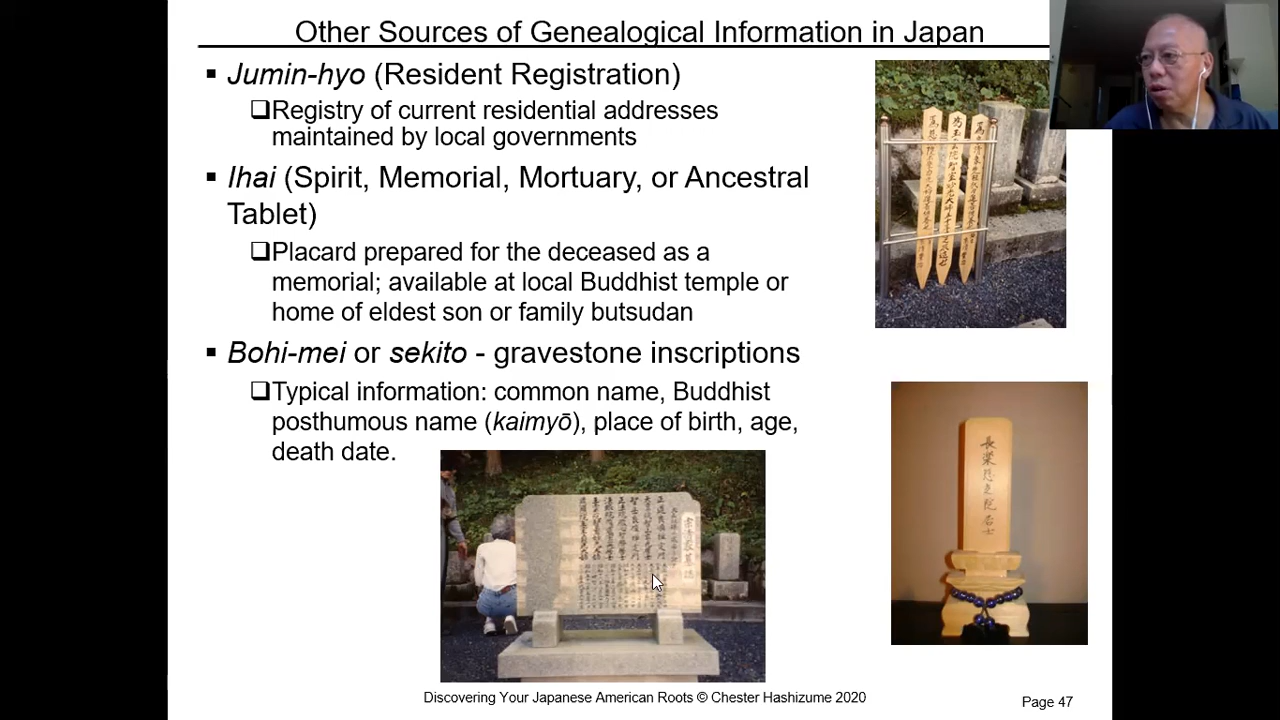 Other Sources of Genealogical Information in Japan
▪ Jumin-hyo (Resident Registration)
❑Registry of current residential addresses
maintained by local governments
▪ Ihai (Spirit, Memorial, Mortuary, or Ancestral
Tablet)
❑Placard prepared for the deceased as a
memorial; available at local Buddhist temple or
home of eldest son or family butsudan
▪ Bohi-mei or sekito - gravestone inscriptions
❑Typical information: common name, Buddhist
posthumous name (kaimyō), place of birth, age,
death date.
Discovering Your Japanese American Roots © Chester Hashizume 2020
Page 47